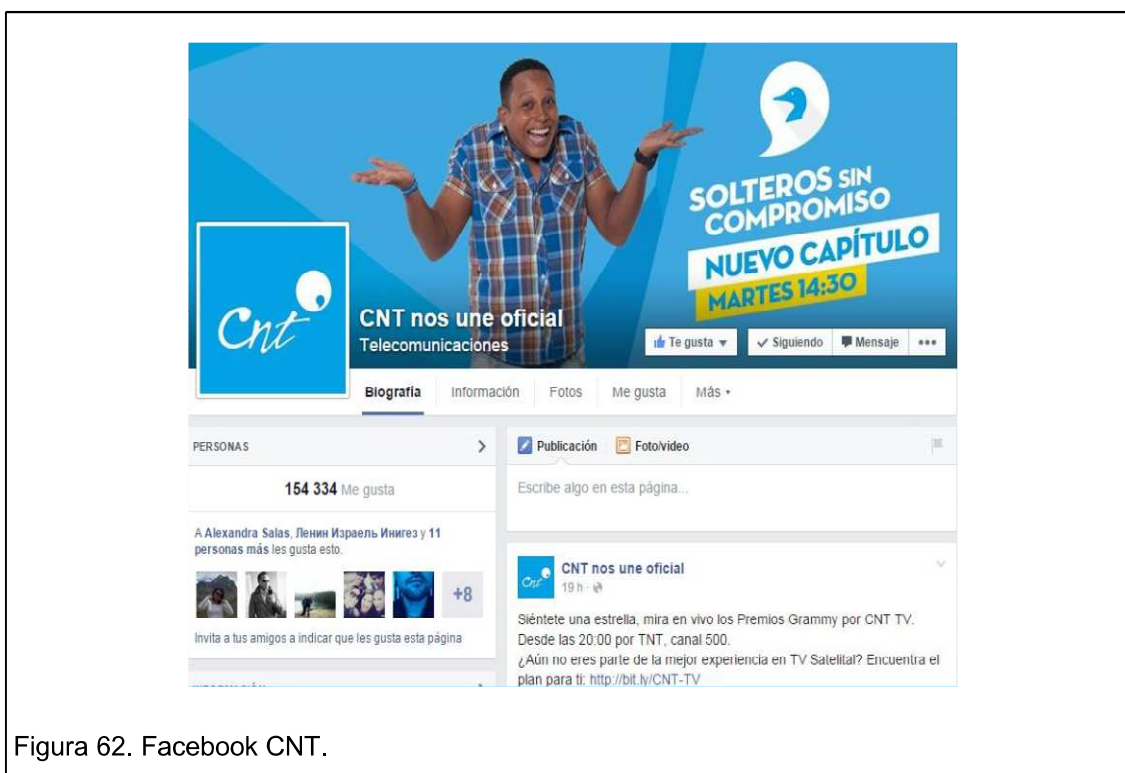 SOLTEROS SIN
COMPROMISO
NUEVO CAPÍTULO
MARTES 14:30
Cnt
CNT nos une oficial
Telecomunicaciones
Te gusta
Siguiendo
Mensaje
Biografía
Información
Fotos
Me gusta
Más
PERSONAS
154 334 Me gusta
A Alexandra Salas, Ленин Израель Инигез y 11
personas más les gusta esto.
+8
Invita a tus amigos a indicar que les gusta esta página
Publicación
Foto/video
Escribe algo en esta página...
Cnt
CNT nos une oficial
19 h
Siéntete una estrella, mira en vivo los Premios Grammy por CNT TV.
Desde las 20:00 por TNT, canal 500.
¿Aún no eres parte de la mejor experiencia en TV Satelital? Encuentra el
plan para ti: http://bit.ly/CNT-TV
Figura 62. Facebook CNT.